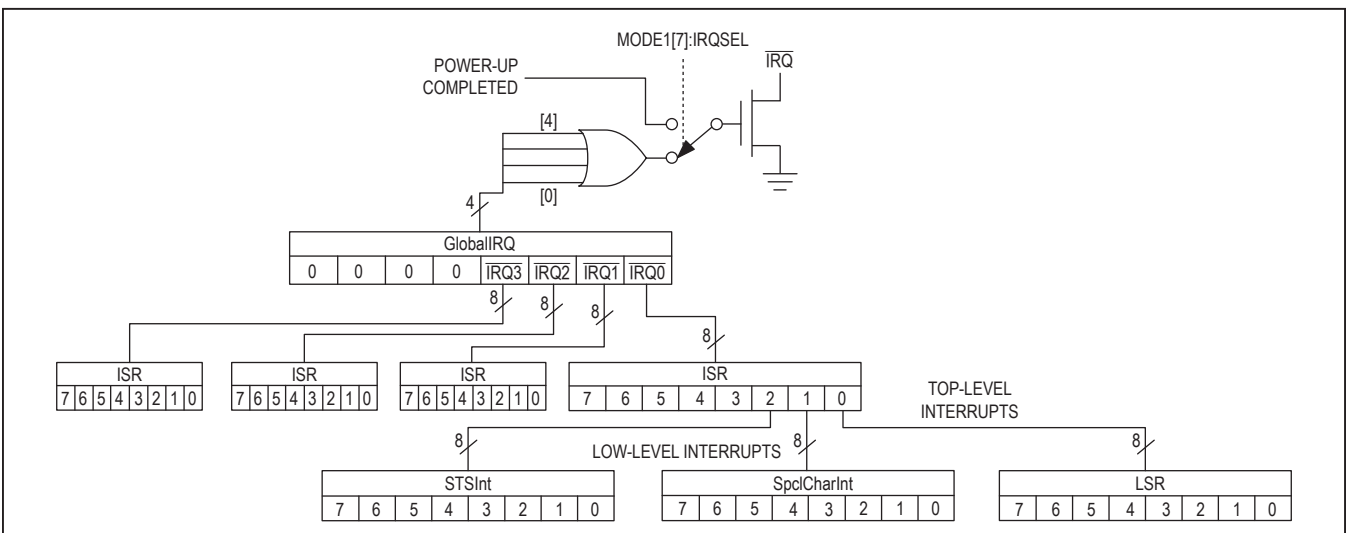 MODE1[7]:IRQSEL
IRQ
POWER-UP
COMPLETED
[4]
[0]
4
GlobalIRQ
0 0 0 0 IRQ3 IRQ2 IRQ1 IRQ0
8 8 8 8
ISR ISR ISR ISR
7 6 5 4 3 2 1 0 7 6 5 4 3 2 1 0 7 6 5 4 3 2 1 0 7 6 5 4 3 2 1 0
TOP-LEVEL
INTERRUPTS
8 LOW-LEVEL INTERRUPTS 8 8
STSInt SpclCharInt LSR
7 6 5 4 3 2 1 0 7 6 5 4 3 2 1 0 7 6 5 4 3 2 1 0